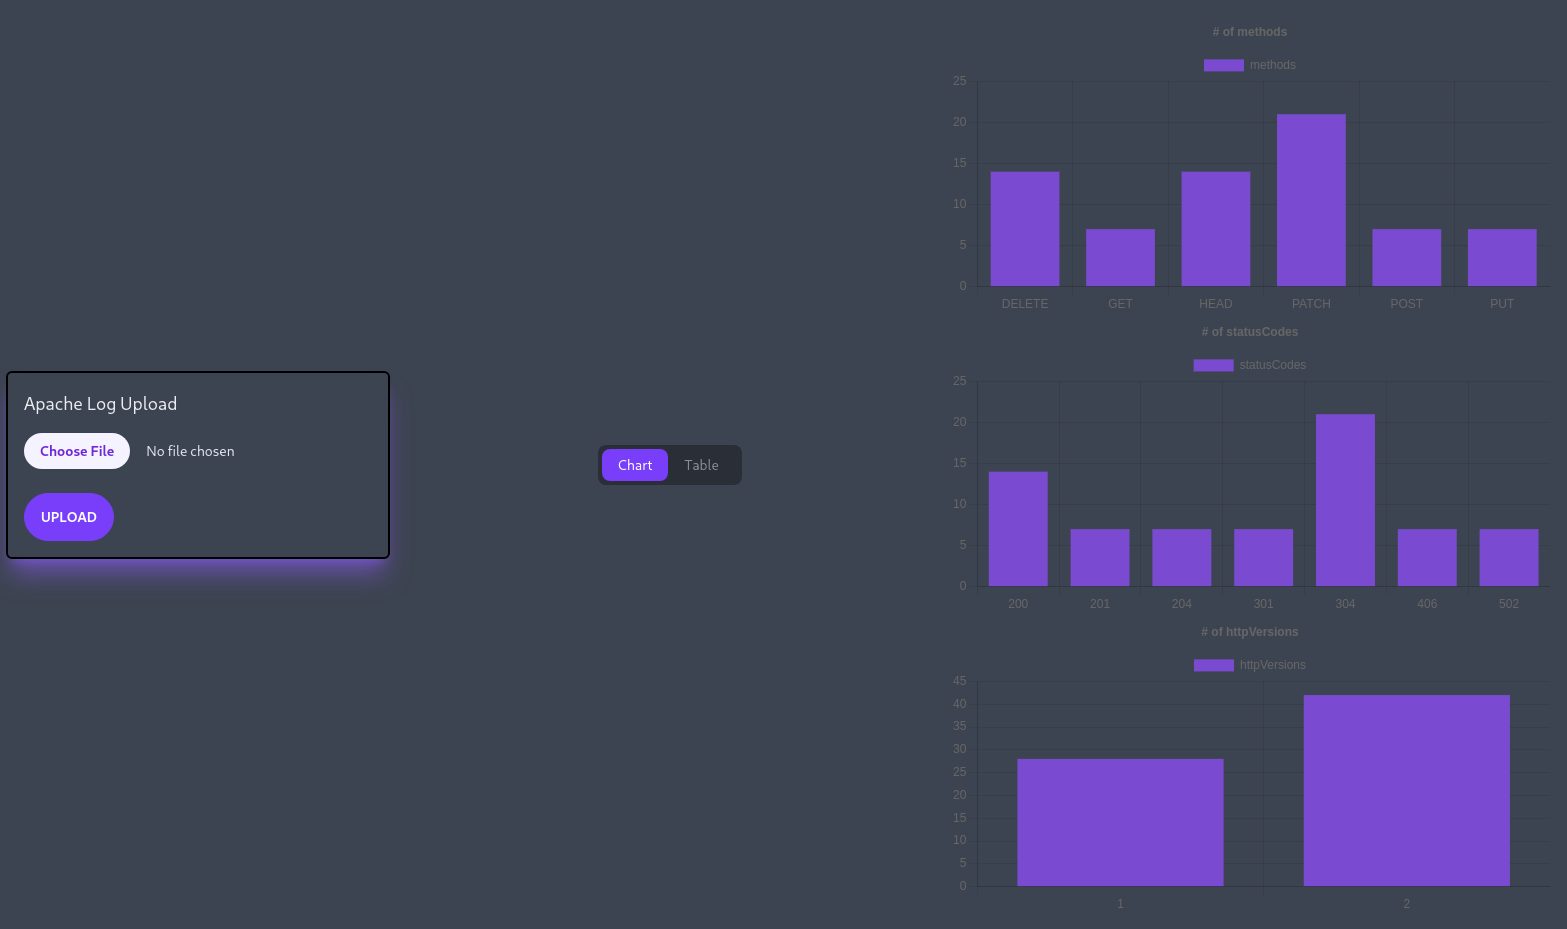 Apache Log Upload
Choose File No file chosen
UPLOAD
Chart Table
# of methods
methods
25
20
15
10
5
0
DELETE GET HEAD PATCH POST PUT
# of statusCodes
statusCodes
25
20
15
10
5
0
200 201 204 301 304 406 502
# of httpVersions
httpVersions
45
40
35
30
25
20
15
10
5
0
1 2